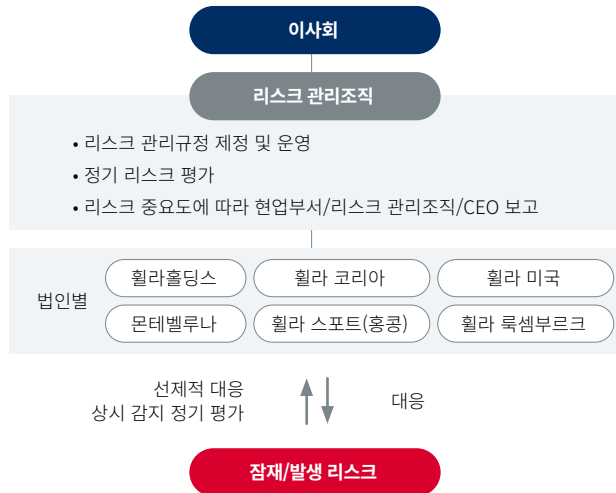 이사회
리스크 관리조직
• 리스크 관리규정 제정 및 운영
• 정기 리스크 평가
• 리스크 중요도에 따라 현업부서/리스크 관리조직/CEO 보고
법인별
휠라홀딩스 휠라 코리아 휠라 미국
몬테벨루나 휠라 스포트(홍콩) 휠라 룩셈부르크
선제적 대응
상시 감지 정기 평가
대응
잠재/발생 리스크